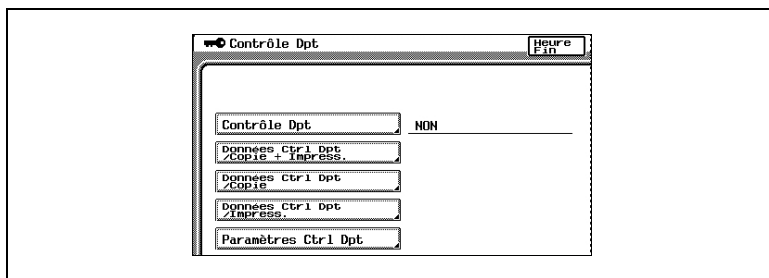 Contrôle Dpt
Heure
Fin
Contrôle Dpt NON
Données Ctrl Dpt
/Copie + Impress.
Données Ctrl Dpt
/Copie
Données Ctrl Dpt
/Impress.
Paramètres Ctrl Dpt